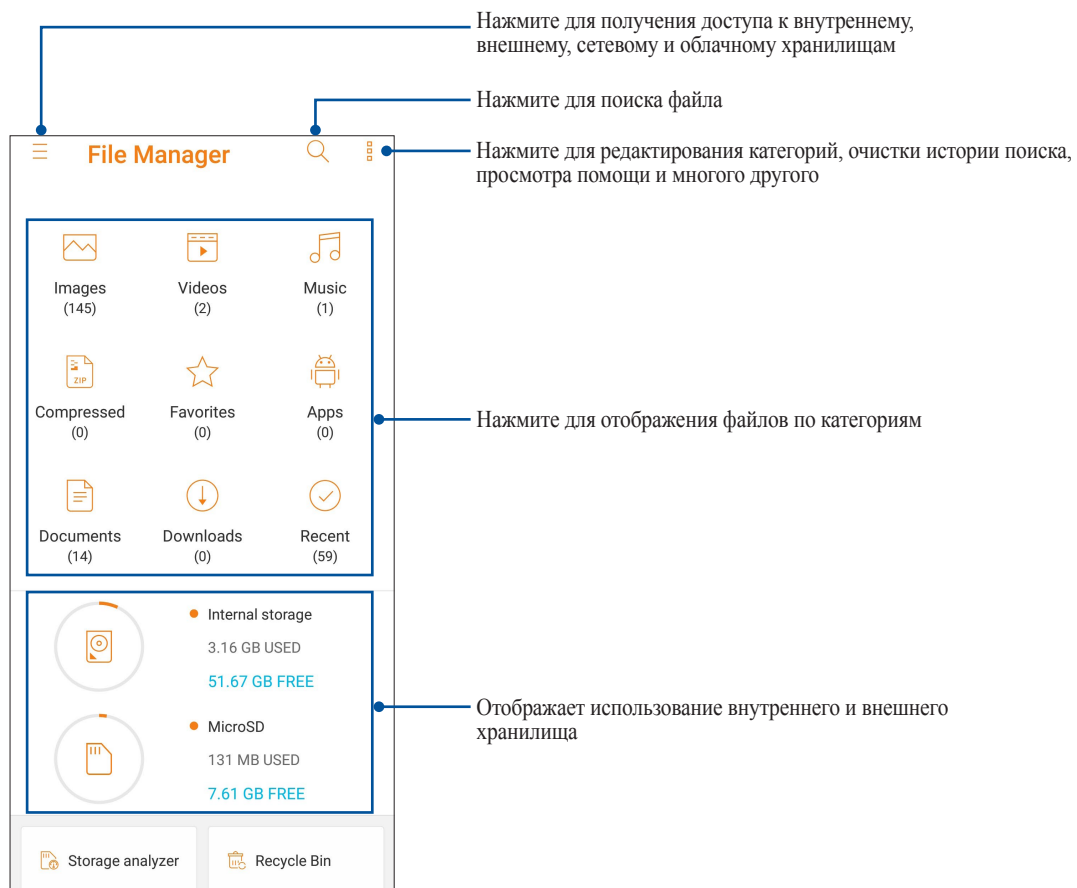 Нажмите для получения доступа к внутреннему,
внешнему, сетевому и облачному хранилищам
Нажмите для поиска файла
File Manager
Нажмите для редактирования категорий, очистки истории поиска,
просмотра помощи и многого другого
Images
(145)
Videos
(2)
Music
(1)
ZIP
Compressed
(0)
Favorites
(0)
Apps
(0)
Нажмите для отображения файлов по категориям
Documents
(14)
Downloads
(0)
Recent
(59)
Internal storage
3.16 GB USED
51.67 GB FREE
Отображает использование внутреннего и внешнего
хранилища
MicroSD
131 MB USED
7.61 GB FREE
Storage analyzer
Recycle Bin